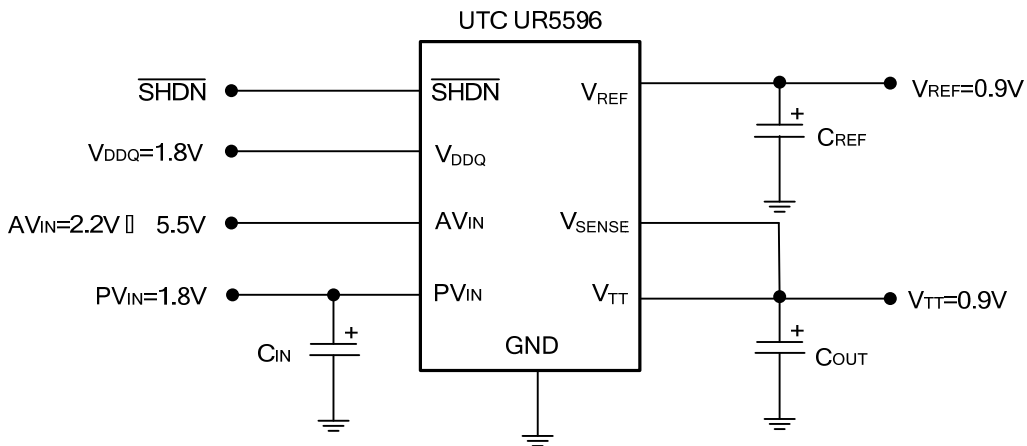 UTC UR5596
SHDN
SHDN
VREF
VREF=0.9V
CREF
VDDQ=1.8V
VDDQ
AVIN=2.2V ▯ 5.5V
AVIN
VSENSE
PVIN=1.8V
PVIN
VTT
VTT=0.9V
+
+
+
CIN
GND
COUT